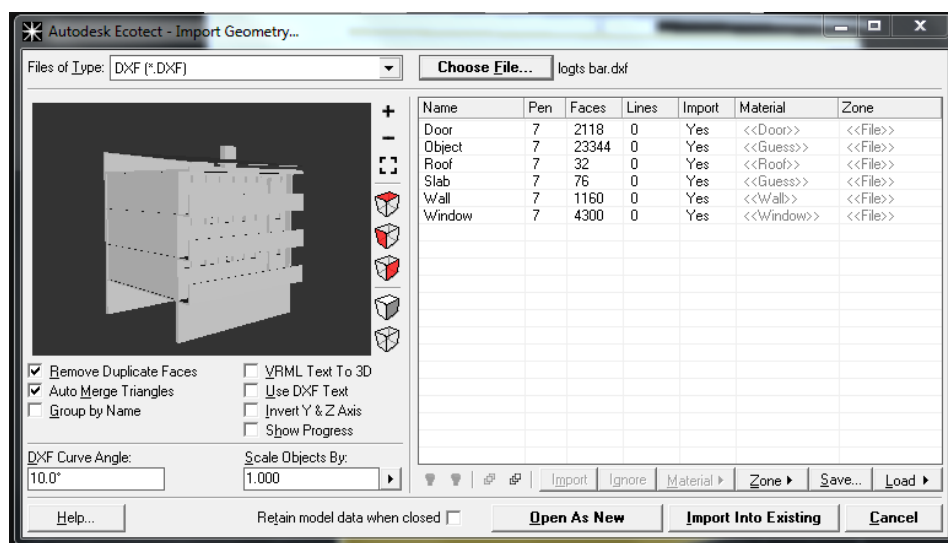 Autodesk Ecotect - Import Geometry...
Files of Type: DXF (*.DXF) Choose File... logts bar.dxf
Name Pen Faces Lines Import Material Zone
Door 7 2118 0 Yes <<Door>> <<File>>
Object 7 23344 0 Yes <<Guess>> <<File>>
Roof 7 32 0 Yes <<Roof>> <<File>>
Slab 7 76 0 Yes <<Guess>> <<File>>
Wall 7 1160 0 Yes <<Wall>> <<File>>
Window 7 4300 0 Yes <<Window>> <<File>>
Remove Duplicate Faces VRML Text To 3D
Auto Merge Triangles Use DXF Text
Group by Name Invert Y & Z Axis
Show Progress
DXF Curve Angle: Scale Objects By:
10.0° 1.000
Import Ignore Material Zone Save... Load
Help... Retain model data when closed Open As New Import Into Existing Cancel